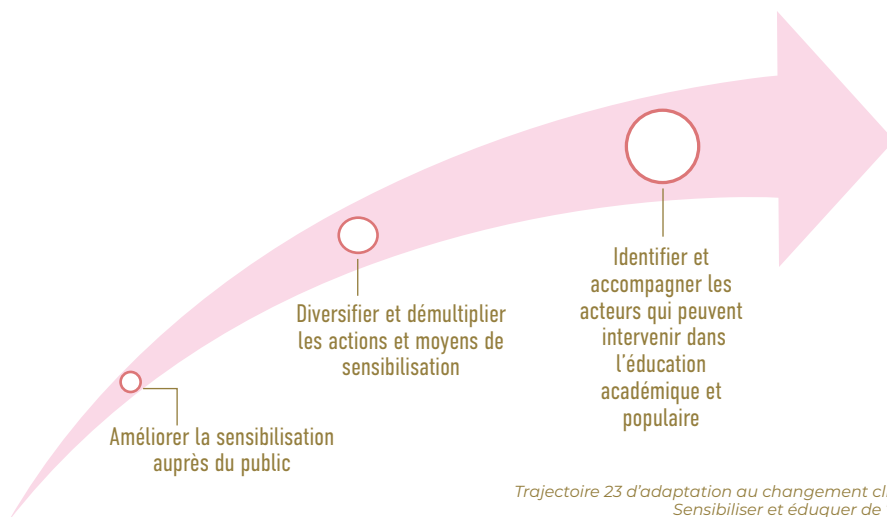 Améliorer la sensibilisation
auprès du public
Diversifier et démultiplier
les actions et moyens de
sensibilisation
Identifier et
accompagner les
acteurs qui peuvent
intervenir dans
l’éducation
académique et
populaire
Trajectoire 23 d’adaptation au changement
Sensibiliser et éduquer de